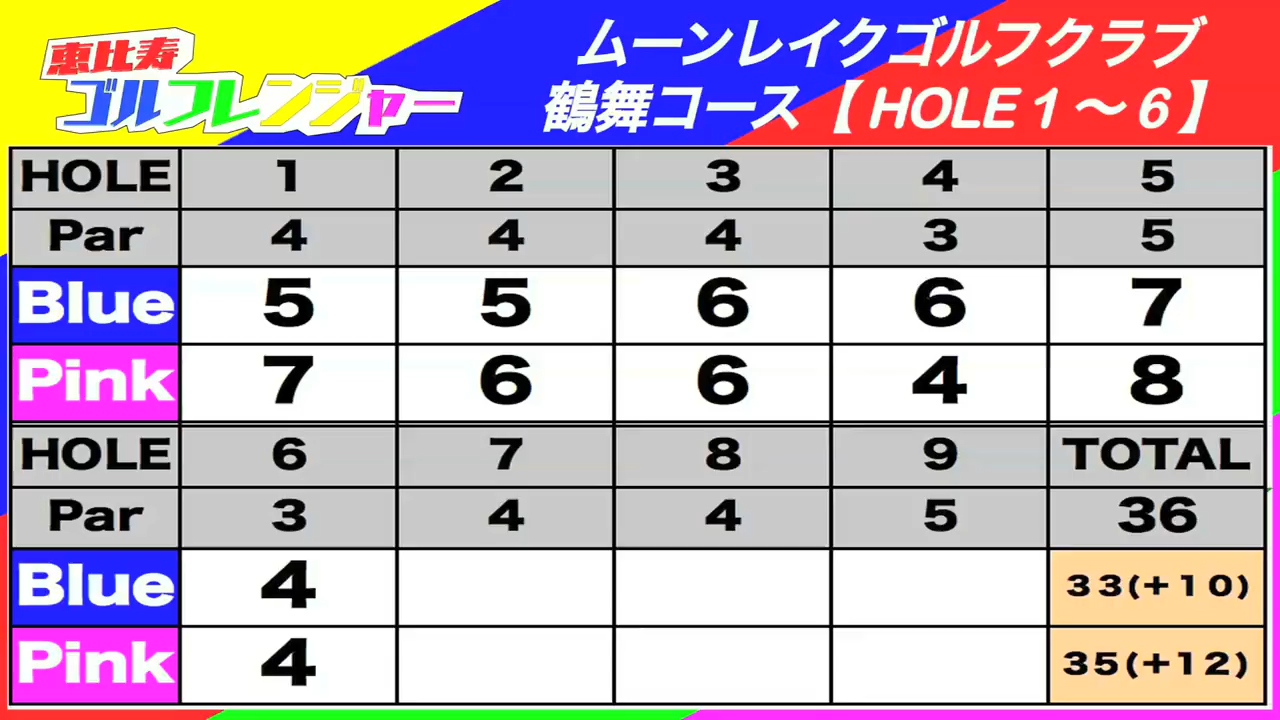 恵比寿
ゴルフレンジャー
ムーンレイクゴルフクラブ
鶴舞コース【HOLE1～6】
HOLE 1 2 3 4 5
Par 4 4 4 3 5
Blue 5 5 6 6 7
Pink 7 6 6 4 8
HOLE 6 7 8 9 TOTAL
Par 3 4 4 5 36
Blue 4 33(+10)
Pink 4 35(+12)